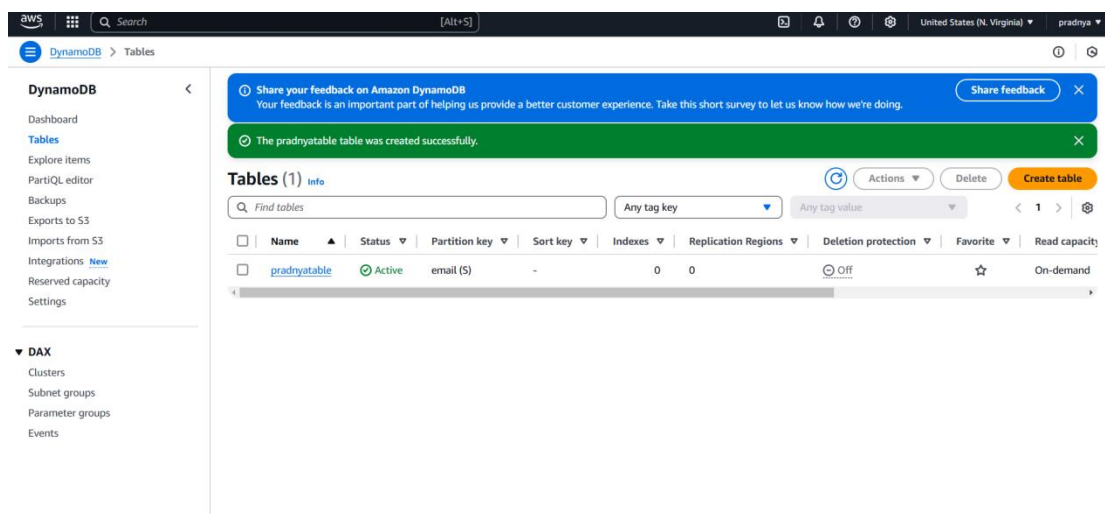 aws Search [Alt+S] United States (N. Virginia) pradnya
DynamoDB > Tables
DynamoDB
Dashboard
Tables
Explore items
PartiQL editor
Backups
Exports to S3
Imports from S3
Integrations New
Reserved capacity
Settings
DAX
Clusters
Subnet groups
Parameter groups
Events
Share your feedback on Amazon DynamoDB
Your feedback is an important part of helping us provide a better customer experience. Take this short survey to let us know how we're doing.
Share feedback
The pradnyatable table was created successfully.
Tables (1) Info
Actions Delete Create table
Find tables Any tag key Any tag value < 1 >
Name Status Partition key Sort key Indexes Replication Regions Deletion protection Favorite Read capacity
pradnyatable Active email (S) - 0 0 Off On-demand